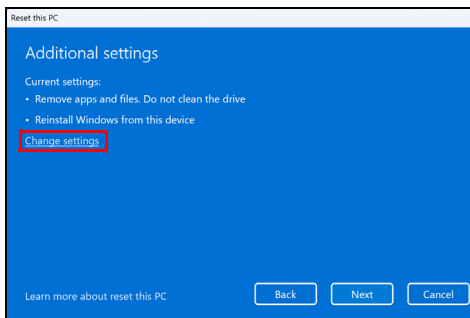 Reset this PC
Additional settings
Current settings:
• Remove apps and files. Do not clean the drive
• Reinstall Windows from this device
Change settings
Learn more about reset this PC
Back
Next
Cancel